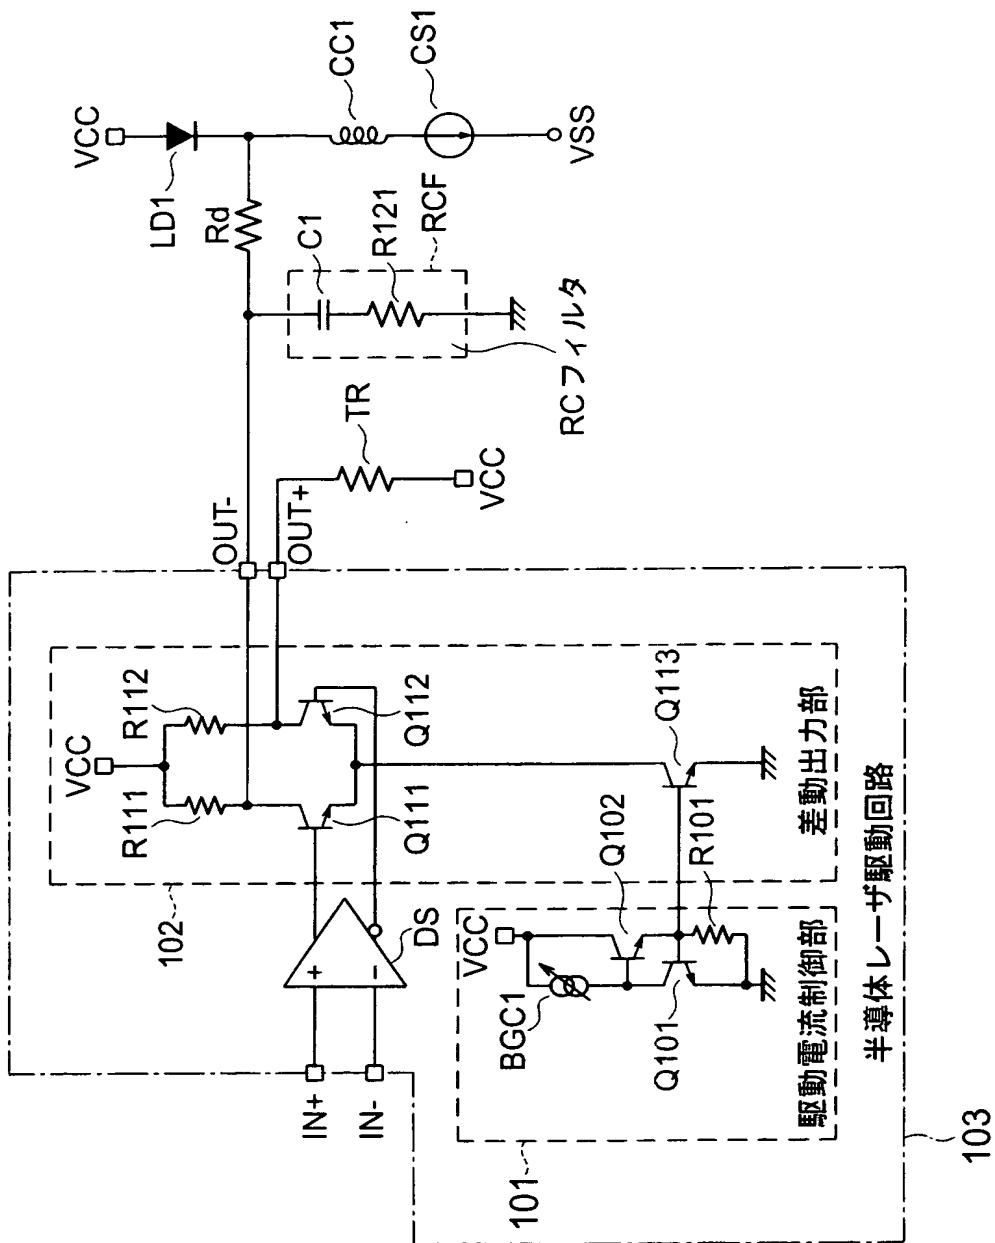 VCC
LD1
Rd
CC1
CS1
VSS
C1
R121
RCF
RCフィルタ
TR
VCC
OUT-
OUT+
VCC
R111
R112
Q111
Q112
Q113
差動出力部
102
DS
IN+
IN-
VCC
BGC1
Q102
Q101
R101
駆動電流制御部
101
半導体レーザ駆動回路
103